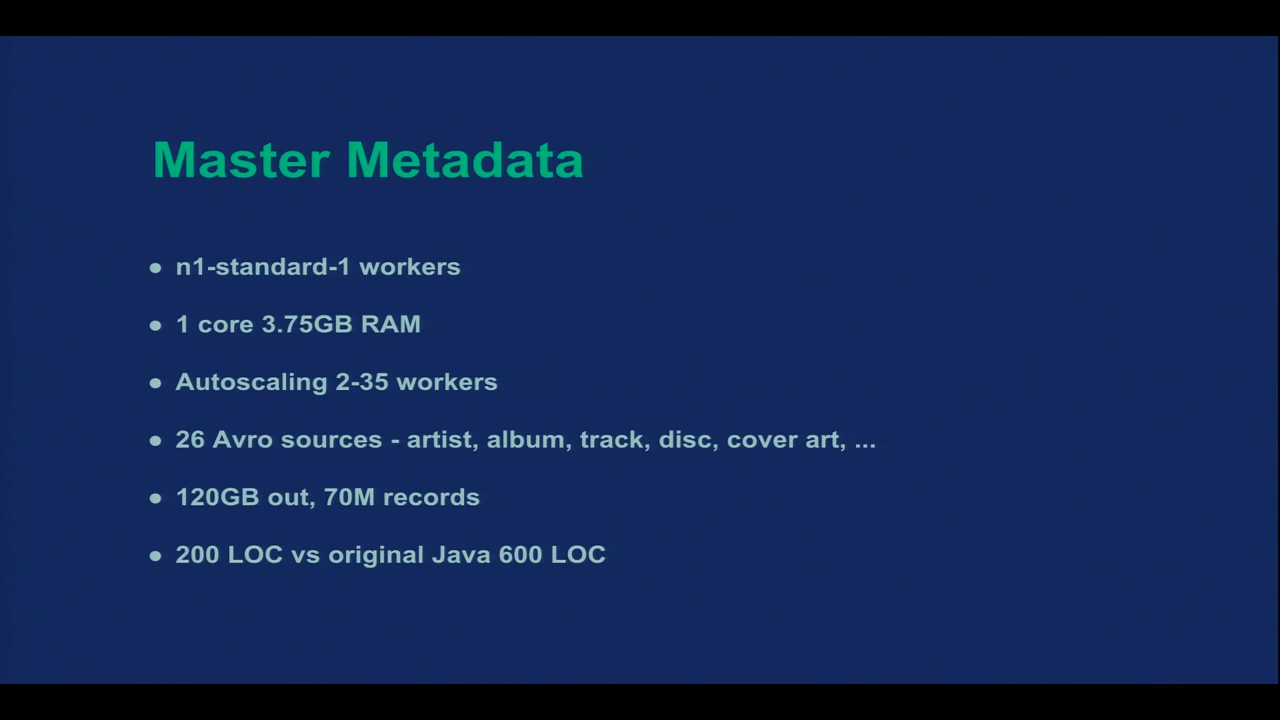 Master Metadata
● n1-standard-1 workers
● 1 core 3.75GB RAM
● Autoscaling 2-35 workers
● 26 Avro sources - artist, album, track, disc, cover art, ...
● 120GB out, 70M records
● 200 LOC vs original Java 600 LOC